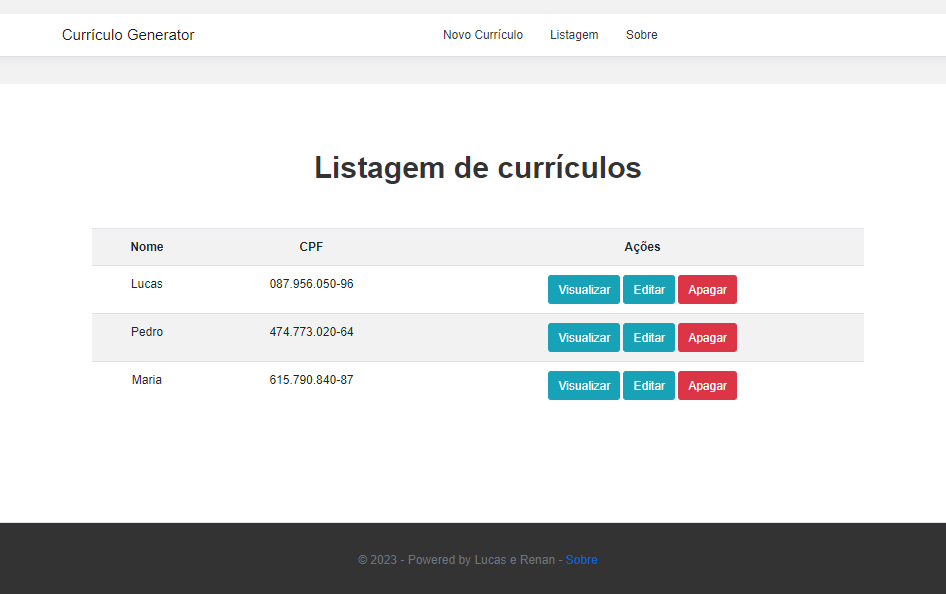 Currículo Generator Novo Currículo Listagem Sobre
Listagem de currículos
Nome CPF Ações
Lucas 087.956.050-96 Visualizar Editar Apagar
Pedro 474.773.020-64 Visualizar Editar Apagar
Maria 615.790.840-87 Visualizar Editar Apagar
© 2023 - Powered by Lucas e Renan - Sobre